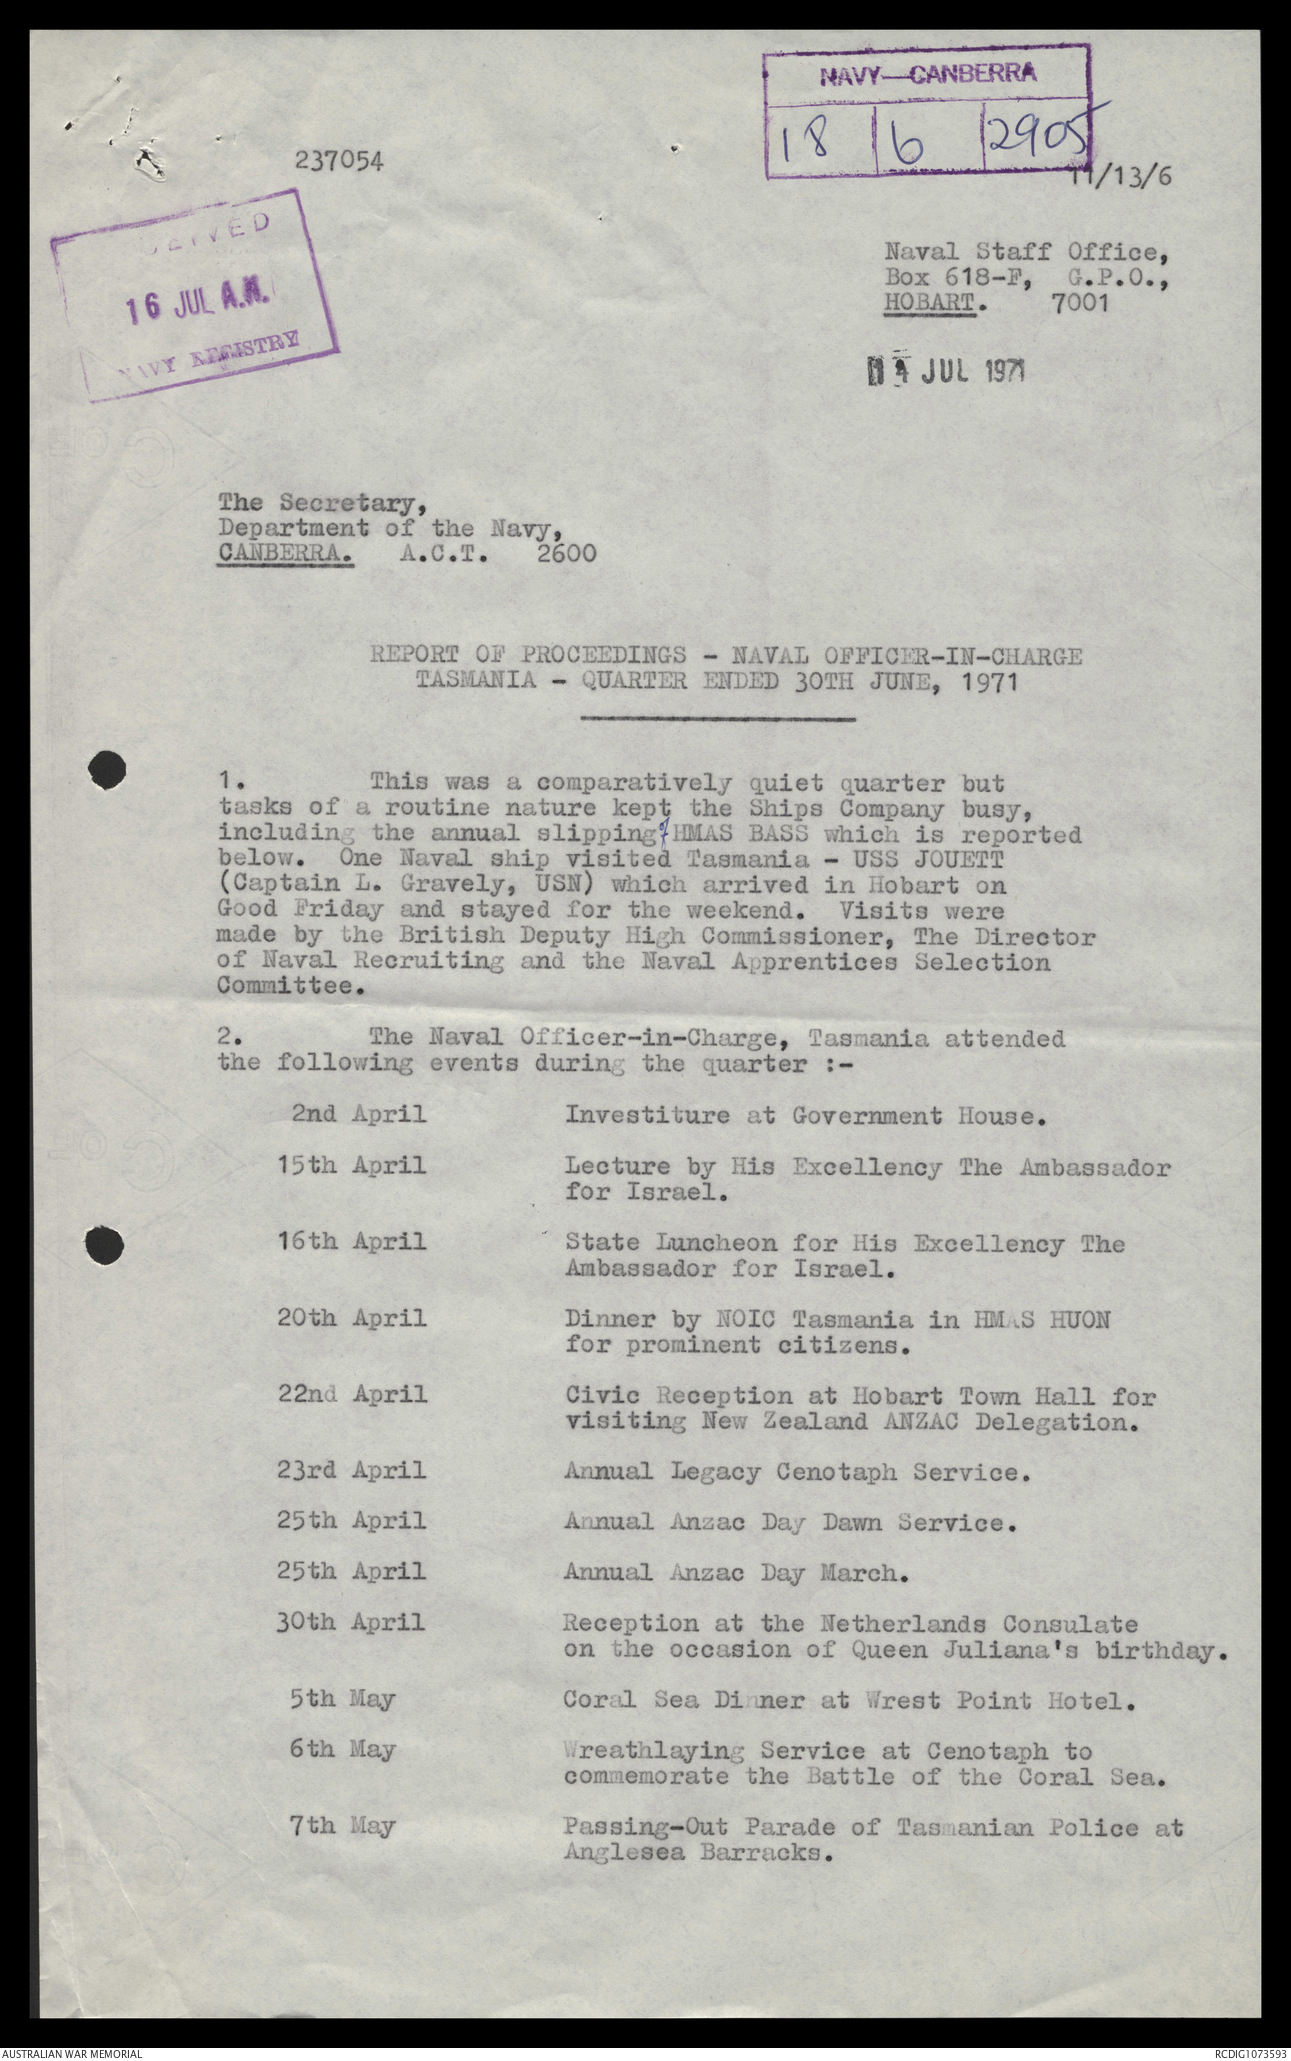 NAVY—CANBERRA
18 6 2905
237054
11/13/6
RECEIVED
16 JUL A.M.
NAVY REGISTRY
Naval Staff Office,
Box 618-F, G.P.O.,
HOBART. 7001
14 JUL 1971
The Secretary,
Department of the Navy,
CANBERRA. A.C.T. 2600
REPORT OF PROCEEDINGS - NAVAL OFFICER-IN-CHARGE
TASMANIA - QUARTER ENDED 30TH JUNE, 1971
1. This was a comparatively quiet quarter but
tasks of a routine nature kept the Ships Company busy,
including the annual slipping of HMAS BASS which is reported
below. One Naval ship visited Tasmania - USS JOUETT
(Captain L. Gravely, USN) which arrived in Hobart on
Good Friday and stayed for the weekend. Visits were
made by the British Deputy High Commissioner, The Director
of Naval Recruiting and the Naval Apprentices Selection
Committee.
2. The Naval Officer-in-Charge, Tasmania attended
the following events during the quarter :-
2nd April Investiture at Government House.
15th April Lecture by His Excellency The Ambassador
for Israel.
16th April State Luncheon for His Excellency The
Ambassador for Israel.
20th April Dinner by NOIC Tasmania in HMAS HUON
for prominent citizens.
22nd April Civic Reception at Hobart Town Hall for
visiting New Zealand ANZAC Delegation.
23rd April Annual Legacy Cenotaph Service.
25th April Annual Anzac Day Dawn Service.
25th April Annual Anzac Day March.
30th April Reception at the Netherlands Consulate
on the occasion of Queen Juliana's birthday.
5th May Coral Sea Dinner at Wrest Point Hotel.
6th May Wreathlaying Service at Cenotaph to
commemorate the Battle of the Coral Sea.
7th May Passing-Out Parade of Tasmanian Police at
Anglesea Barracks.
AUSTRALIAN WAR MEMORIAL
RCDIG1073593